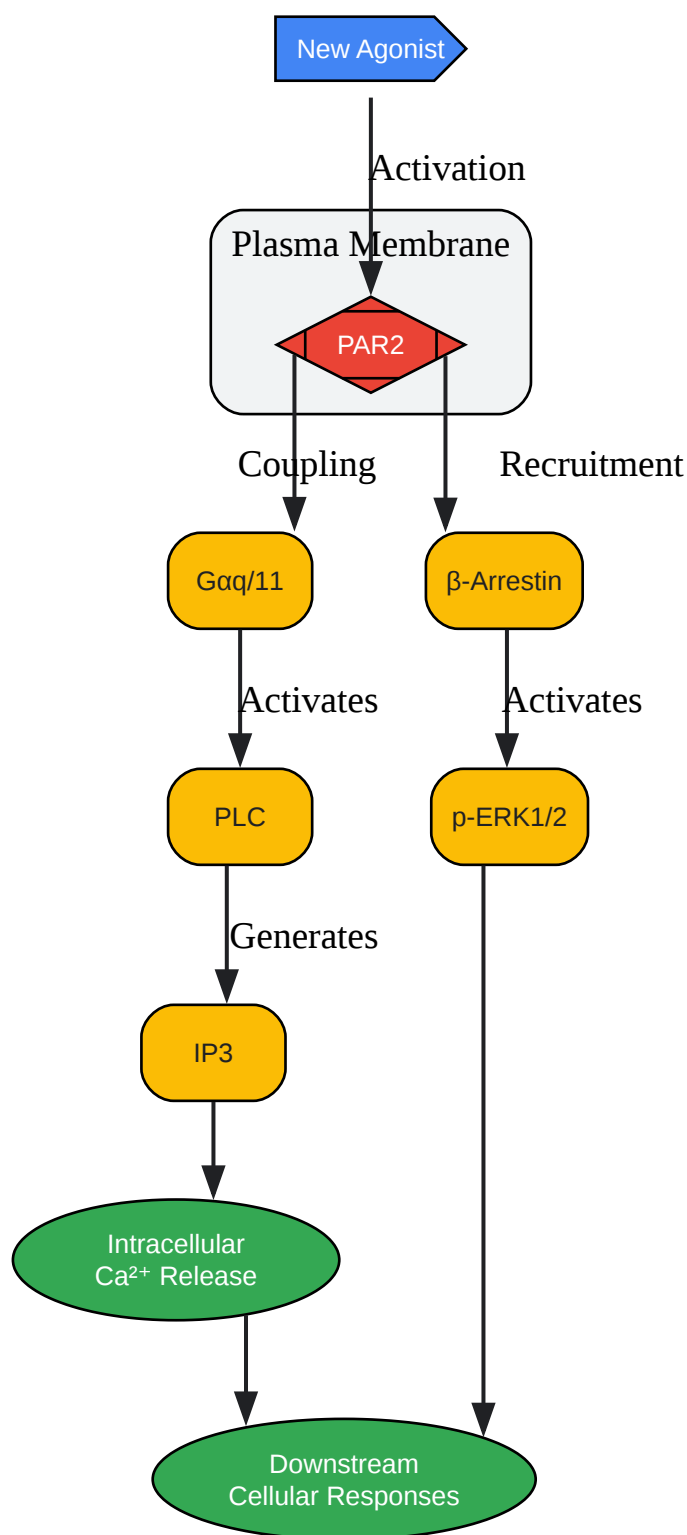 New Agonist
Activation
Plasma Membrane
PAR2
Coupling
Recruitment
Gαq/11
β-Arrestin
Activates
Activates
PLC
p-ERK1/2
Generates
IP3
Intracellular
Ca²⁺ Release
Downstream
Cellular Responses